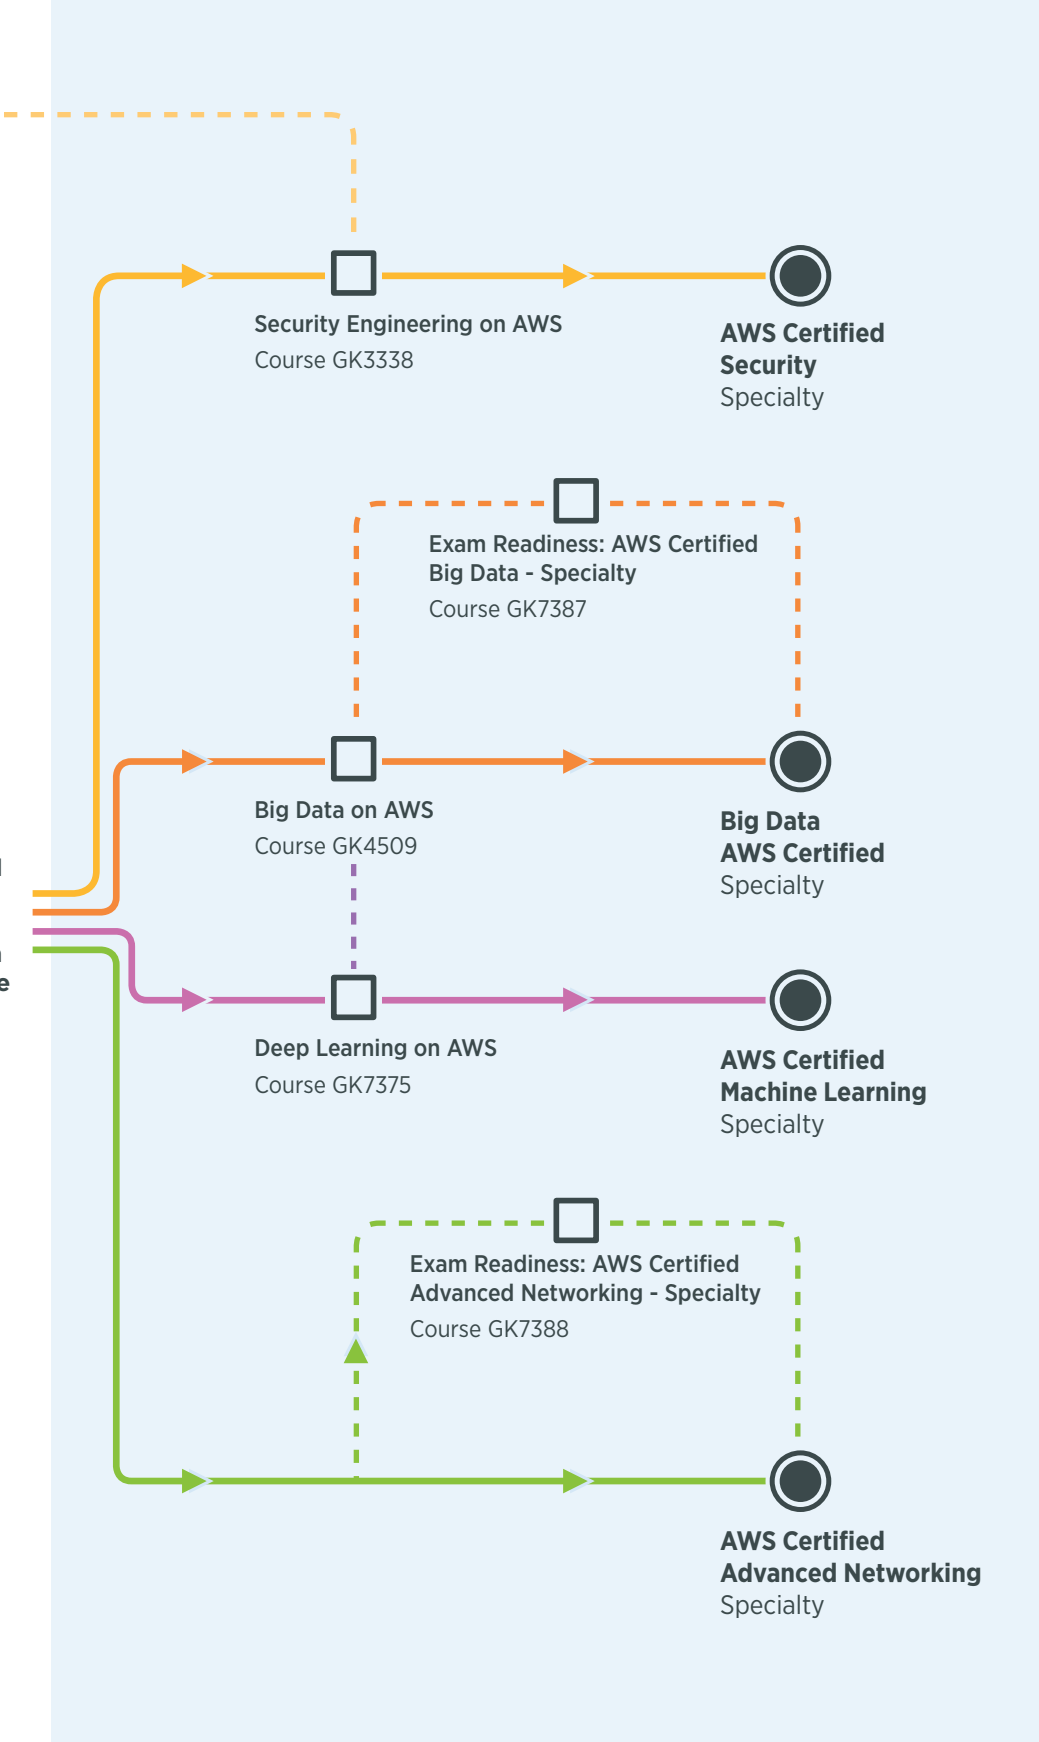 Security Engineering on AWS
Course GK3338
AWS Certified
Security
Specialty
Exam Readiness: AWS Certified
Big Data - Specialty
Course GK7387
Big Data on AWS
Course GK4509
Big Data
AWS Certified
Specialty
Deep Learning on AWS
Course GK7375
AWS Certified
Machine Learning
Specialty
Exam Readiness: AWS Certified
Advanced Networking - Specialty
Course GK7388
AWS Certified
Advanced Networking
Specialty